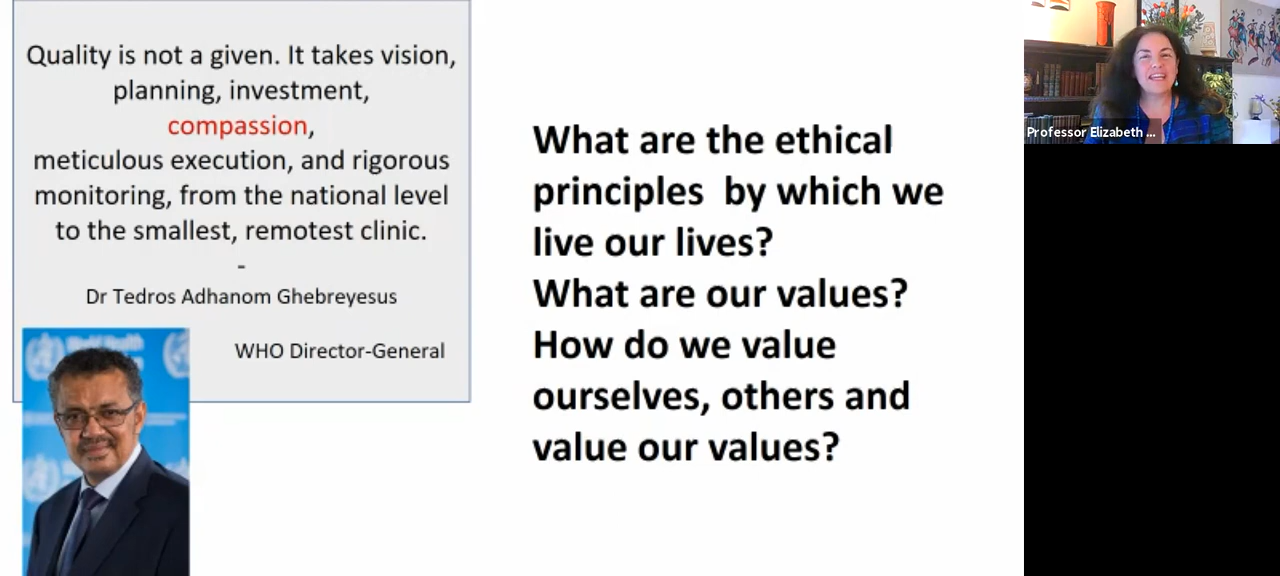 Quality is not a given. It takes vision,
planning, investment,
compassion,
meticulous execution, and rigorous
monitoring, from the national level
to the smallest, remotest clinic.
-
Dr Tedros Adhanom Ghebreyesus
WHO Director-General
What are the ethical
principles by which we
live our lives?
What are our values?
How do we value
ourselves, others and
value our values?
Professor Elizabeth ...